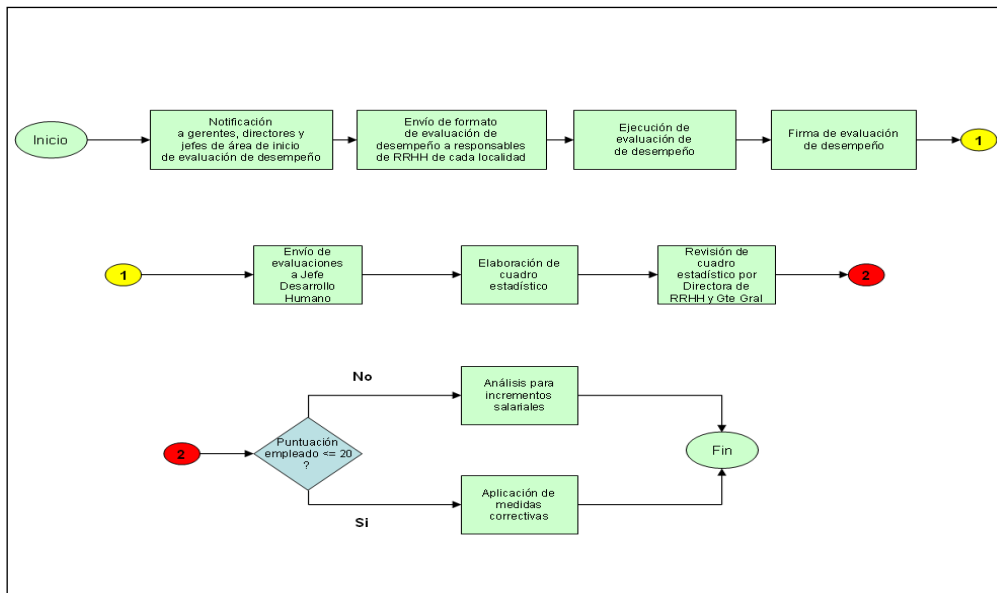 Inicio
Notificación
a gerentes, directores y
jefes de área de inicio
de evaluación de desempeño
Envío de formato
de evaluación de
desempeño a responsables
de RRHH de cada localidad
Ejecución de
evaluación de
de desempeño
Firma de evaluación
de desempeño
1
1
Envío de
evaluaciones
a Jefe
Desarrollo
Humano
Elaboración de
cuadro
estadístico
Revisión de
cuadro
estadístico por
Directora de
RRHH y Gte Gral
2
2
Puntuación
empleado <= 20
?
No
Análisis para
incrementos
salariales
Si
Aplicación de
medidas
correctivas
Fin